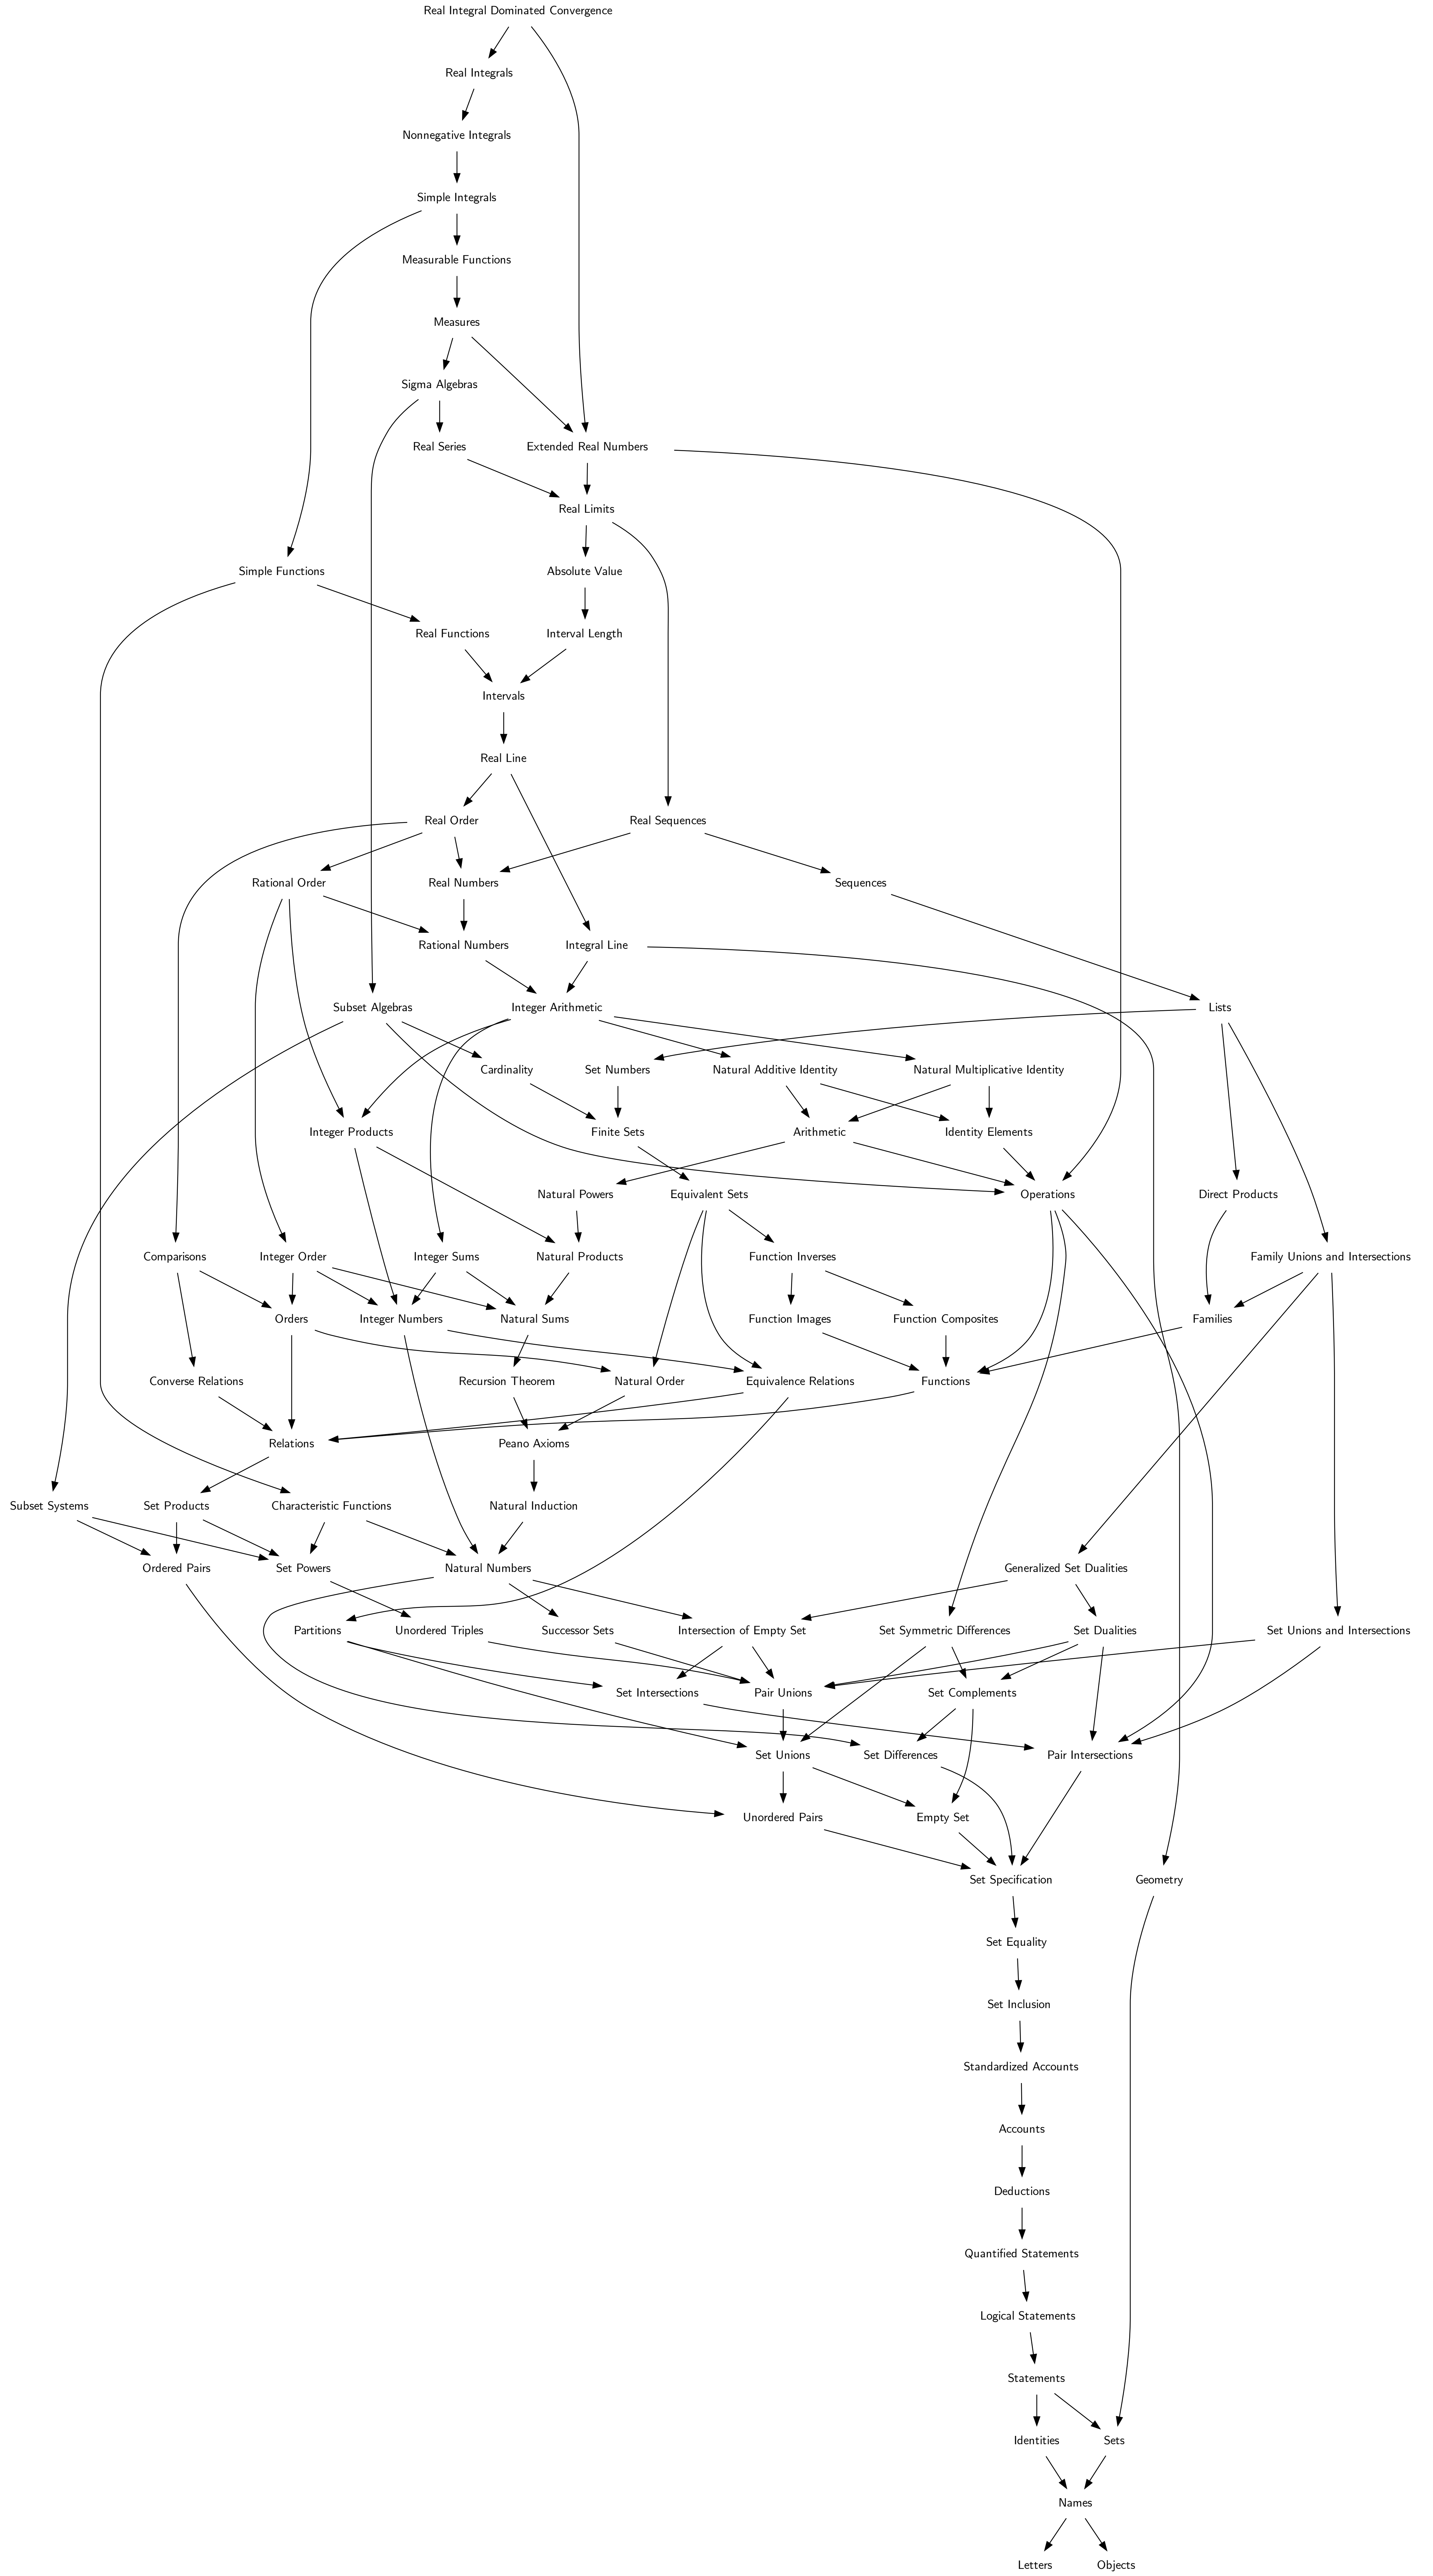 Real Integral Dominated Convergence
Real Integrals
Nonnegative Integrals
Simple Integrals
Measurable Functions
Measures
Sigma Algebras
Real Series
Extended Real Numbers
Real Limits
Simple Functions
Absolute Value
Real Functions
Interval Length
Intervals
Real Line
Real Order
Real Sequences
Rational Order
Real Numbers
Sequences
Rational Numbers
Integral Line
Subset Algebras
Integer Arithmetic
Lists
Cardinality
Set Numbers
Natural Additive Identity
Natural Multiplicative Identity
Integer Products
Finite Sets
Arithmetic
Identity Elements
Natural Powers
Equivalent Sets
Operations
Direct Products
Comparisons
Integer Order
Integer Sums
Natural Products
Function Inverses
Family Unions and Intersections
Orders
Integer Numbers
Natural Sums
Function Images
Function Composites
Families
Converse Relations
Recursion Theorem
Natural Order
Equivalence Relations
Functions
Relations
Peano Axioms
Subset Systems
Set Products
Characteristic Functions
Natural Induction
Ordered Pairs
Set Powers
Natural Numbers
Generalized Set Dualities
Partitions
Unordered Triples
Successor Sets
Intersection of Empty Set
Set Symmetric Differences
Set Dualities
Set Unions and Intersections
Set Intersections
Pair Unions
Set Complements
Set Unions
Set Differences
Pair Intersections
Unordered Pairs
Empty Set
Set Specification
Geometry
Set Equality
Set Inclusion
Standardized Accounts
Accounts
Deductions
Quantified Statements
Logical Statements
Statements
Identities
Sets
Names
Letters
Objects